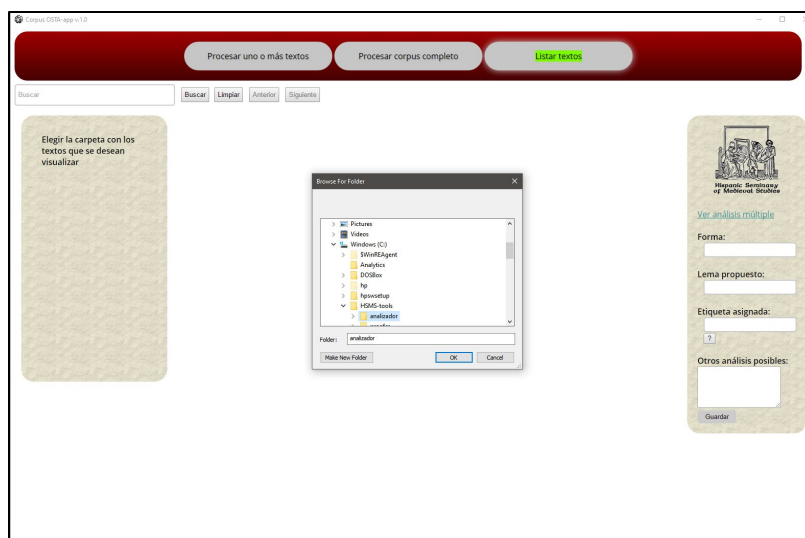 Corpus OSTA-app v.1.0
Procesar uno o más textos
Procesar corpus completo
Listar textos
Buscar
Buscar
Limpiar
Anterior
Siguiente
Elegir la carpeta con los
textos que se desean
visualizar
Browse For Folder
Pictures
Videos
Windows (C:)
$WinREAgent
Analytics
DOSBox
hp
hpswsetup
HSMS-tools
analizador
Folder:
analizador
Make New Folder
OK
Cancel
Hispanic Seminary
of Medieval Studies
Ver análisis múltiple
Forma:
Lema propuesto:
Etiqueta asignada:
?
Otros análisis posibles:
Guardar